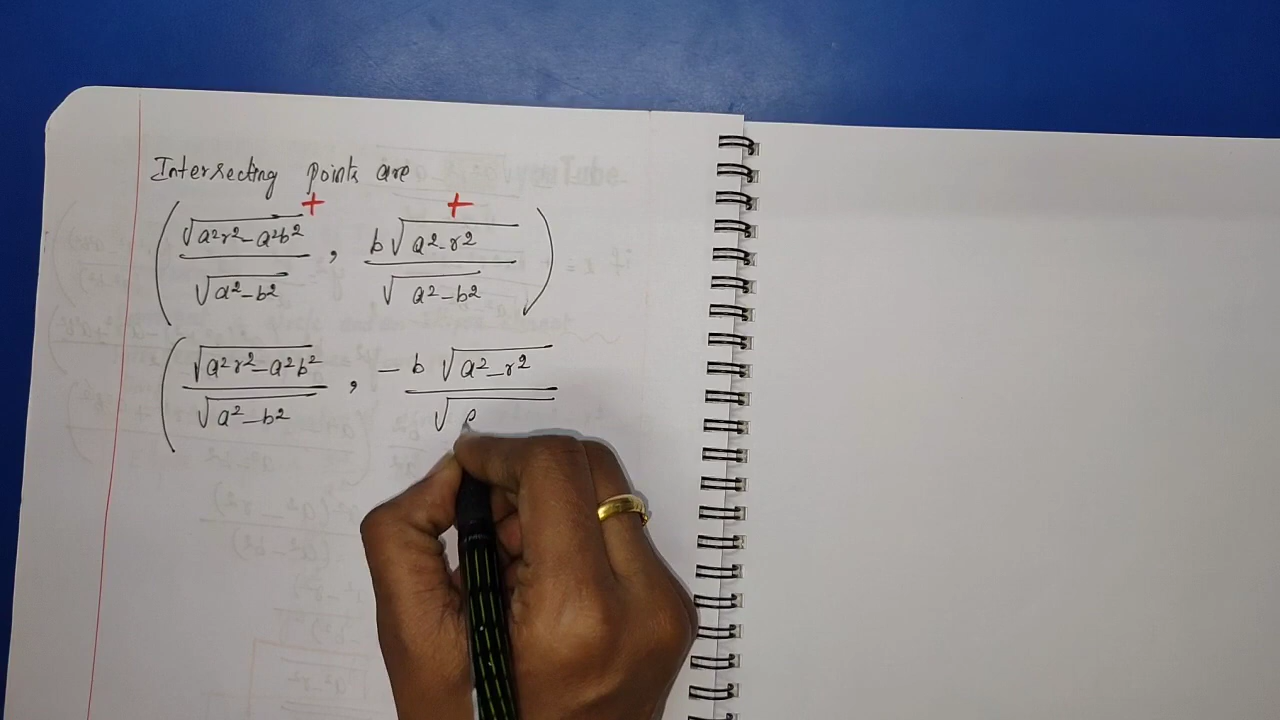 Intersecting points are
+ +
(√(a²r²-a²b²)/√(a²-b²) , b√(a²-r²)/√(a²-b²))
(√(a²r²-a²b²)/√(a²-b²) , -b√(a²-r²)/√